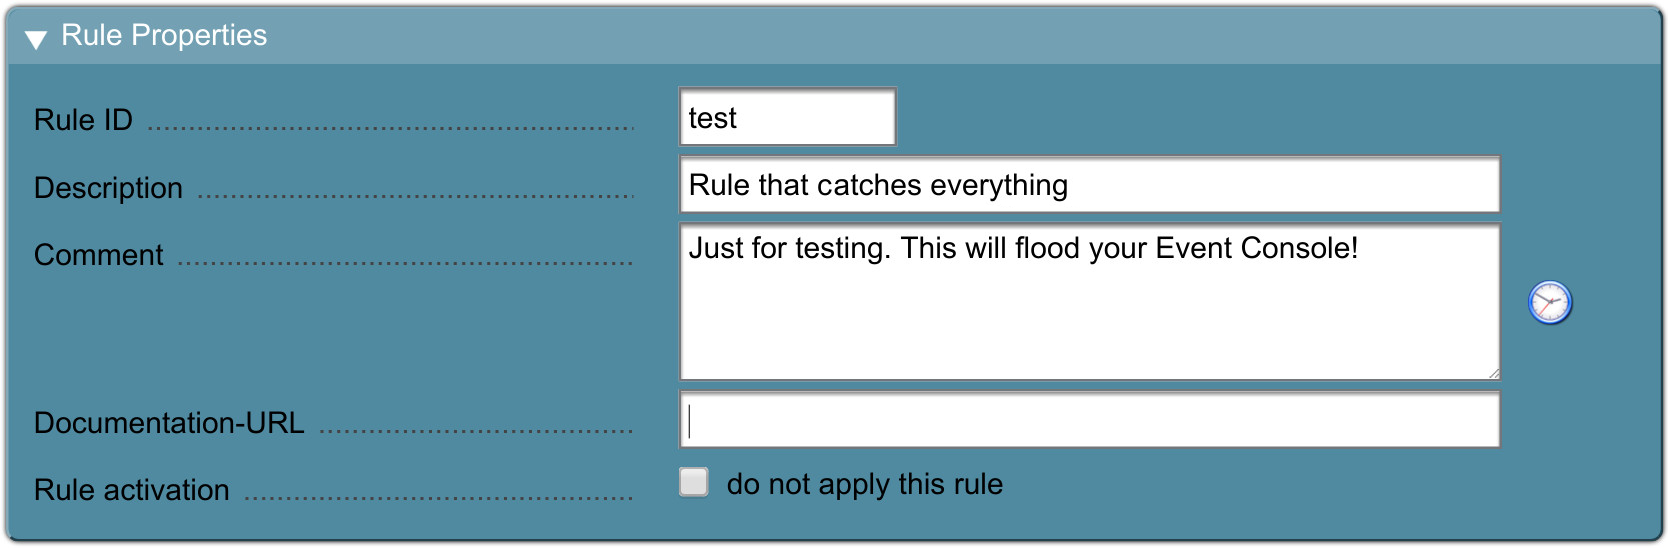 Rule Properties
Rule ID test
Description Rule that catches everything
Comment Just for testing. This will flood your Event Console!
Documentation-URL
Rule activation do not apply this rule